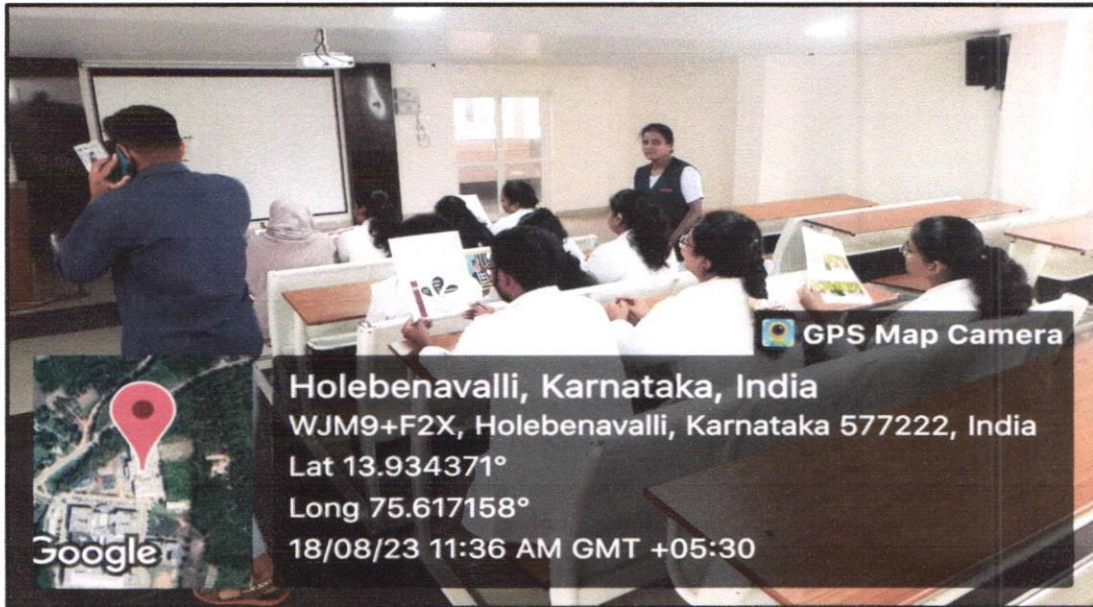 GPS Map Camera
Holebenavalli, Karnataka, India
WJM9+F2X, Holebenavalli, Karnataka 577222, India
Lat 13.934371°
Long 75.617158°
18/08/23 11:36 AM GMT +05:30
Google